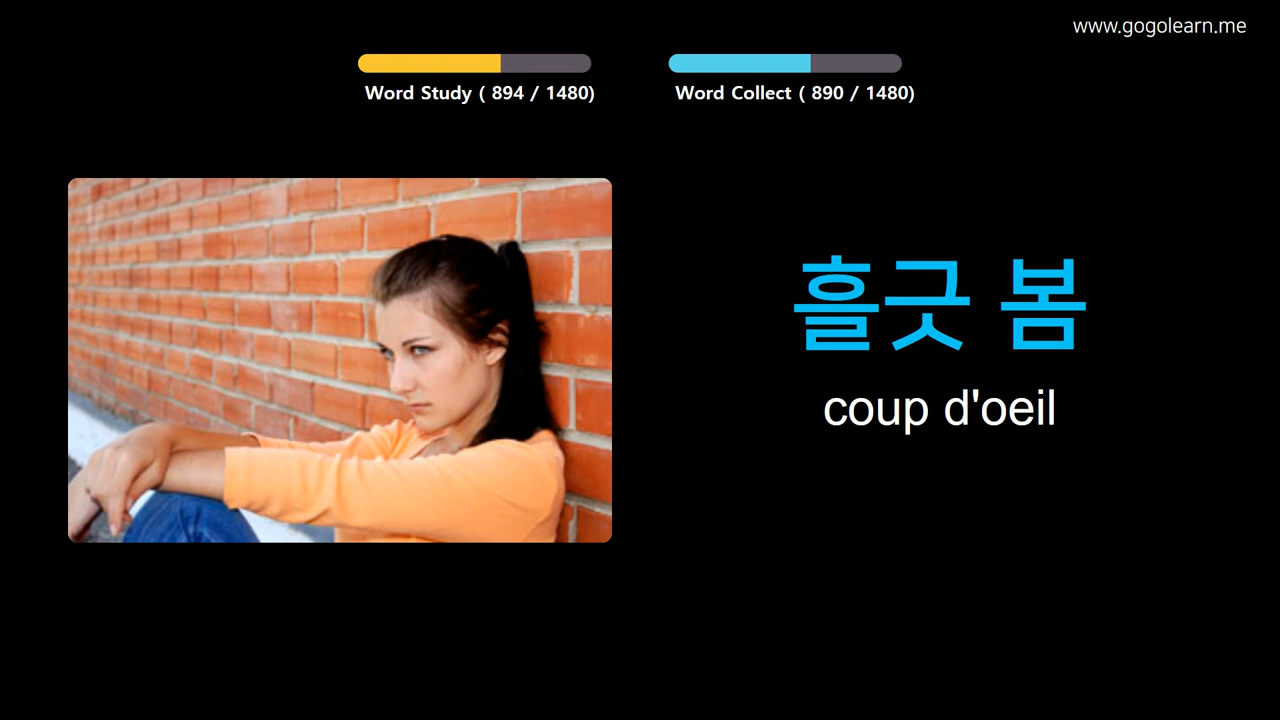 www.gogolearn.me
Word Study ( 894 / 1480)
Word Collect ( 890 / 1480)
흘긋 봄
coup d'oeil